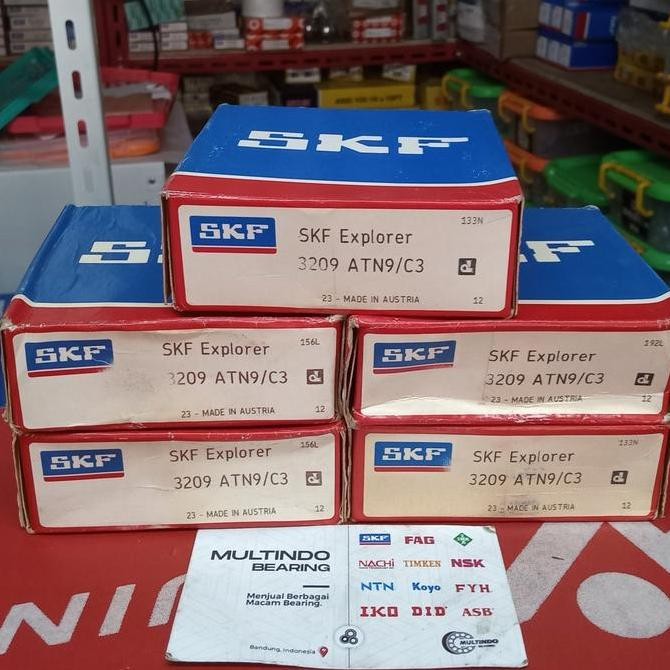 SKF
SKF
133N
SKF Explorer
3209 ATN9/C3
23 - MADE IN AUSTRIA
12
SKF
156L
SKF Explorer
3209 ATN9/C3
23 - MADE IN AUSTRIA
12
SKF
192L
SKF Explorer
3209 ATN9/C3
23 - MADE IN AUSTRIA
12
SKF
156L
SKF Explorer
3209 ATN9/C3
23 - MADE IN AUSTRIA
12
SKF
133N
SKF Explorer
3209 ATN9/C3
23 - MADE IN AUSTRIA
12
MULTINDO
BEARING
Menjual Berbagai
Macam Bearing.
Bandung, Indonesia
SKF FAG
NACHI TIMKEN NSK
NTN Koyo FYH
IKO DID ASB
MULTINDO
BEARING